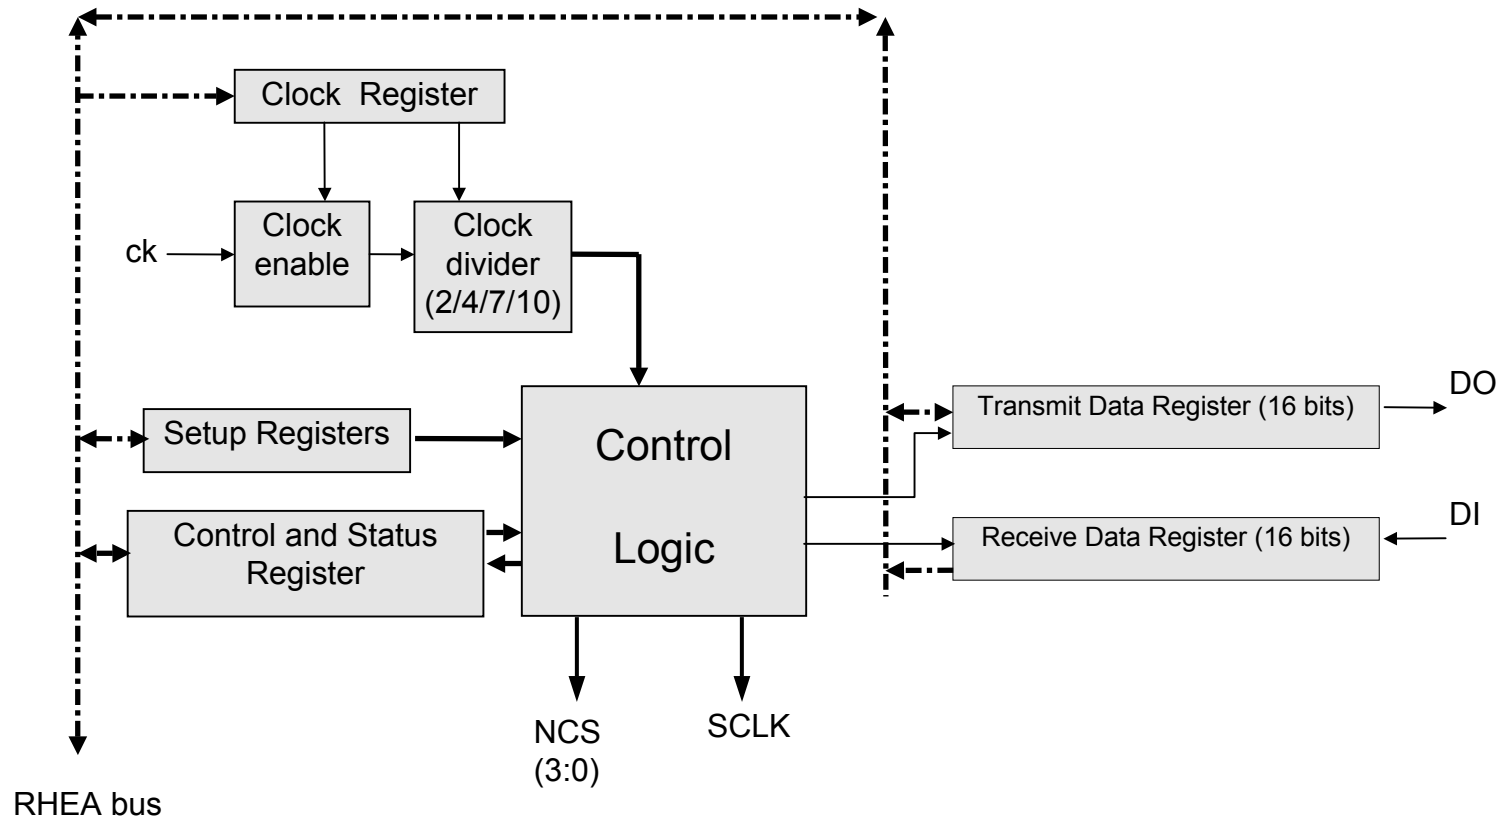 Clock Register
ck
Clock
enable
Clock
divider
(2/4/7/10)
Setup Registers
Control and Status
Register
Control
Logic
Transmit Data Register (16 bits)
DO
Receive Data Register (16 bits)
DI
NCS
(3:0)
SCLK
RHEA bus